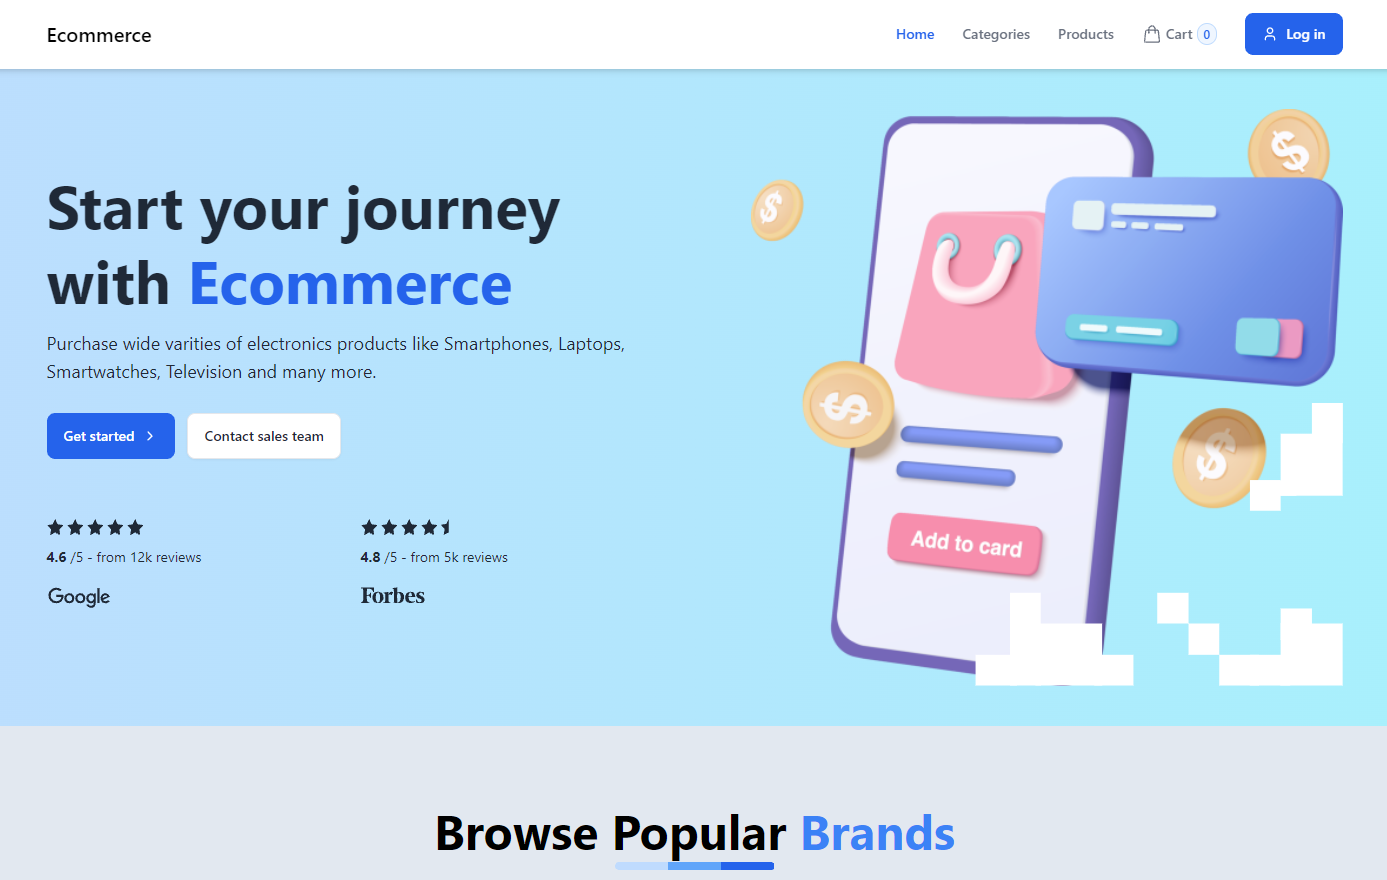 Ecommerce
Home
Categories
Products
Cart 0
Log in
Start your journey
with Ecommerce
Purchase wide varities of electronics products like Smartphones, Laptops,
Smartwatches, Television and many more.
Get started
Contact sales team
4.6 /5 - from 12k reviews
Google
4.8 /5 - from 5k reviews
Forbes
$
$
$
$
Add to card
Browse Popular Brands